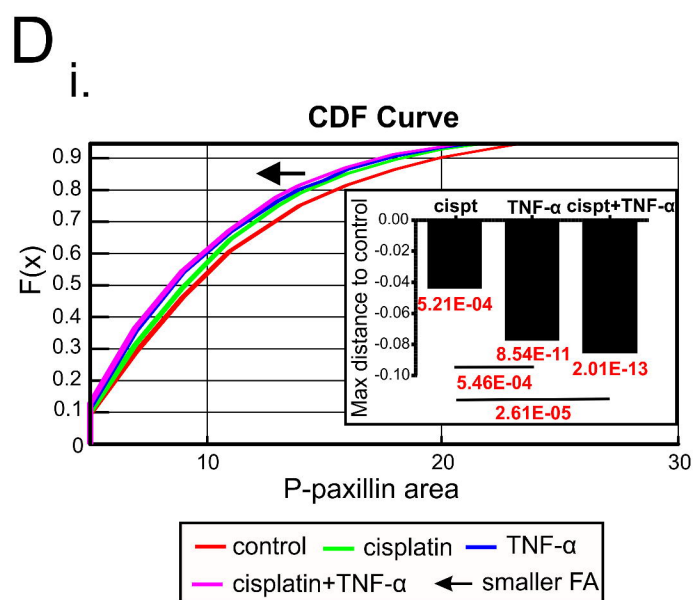 D
i.
CDF Curve
0.9
0.8
0.7
0.6
0.5
0.4
0.3
0.2
0.1
0
F(x)
10
20
30
P-paxillin area
cispt TNF-α cispt+TNF-α
0.00
-0.04
-0.06
-0.08
-0.10
Max distance to control
5.21E-04
8.54E-11
2.01E-13
5.46E-04
2.61E-05
control cisplatin TNF-α
cisplatin+TNF-α smaller FA